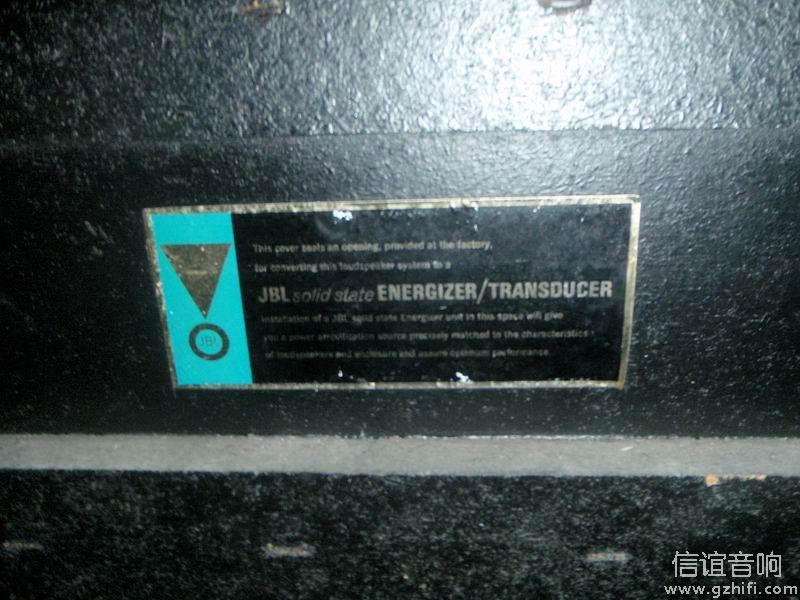 This cover seals an opening, provided at the factory,
for converting this loudspeaker system to a
JBL solid state ENERGIZER/TRANSDUCER
Installation of a JBL solid state Energizer unit in this space will give
you a power amplification source precisely matched to the characteristics
of loudspeakers and enclosure and assure optimum performance.
JBL
信谊音响
www.gzhifi.com